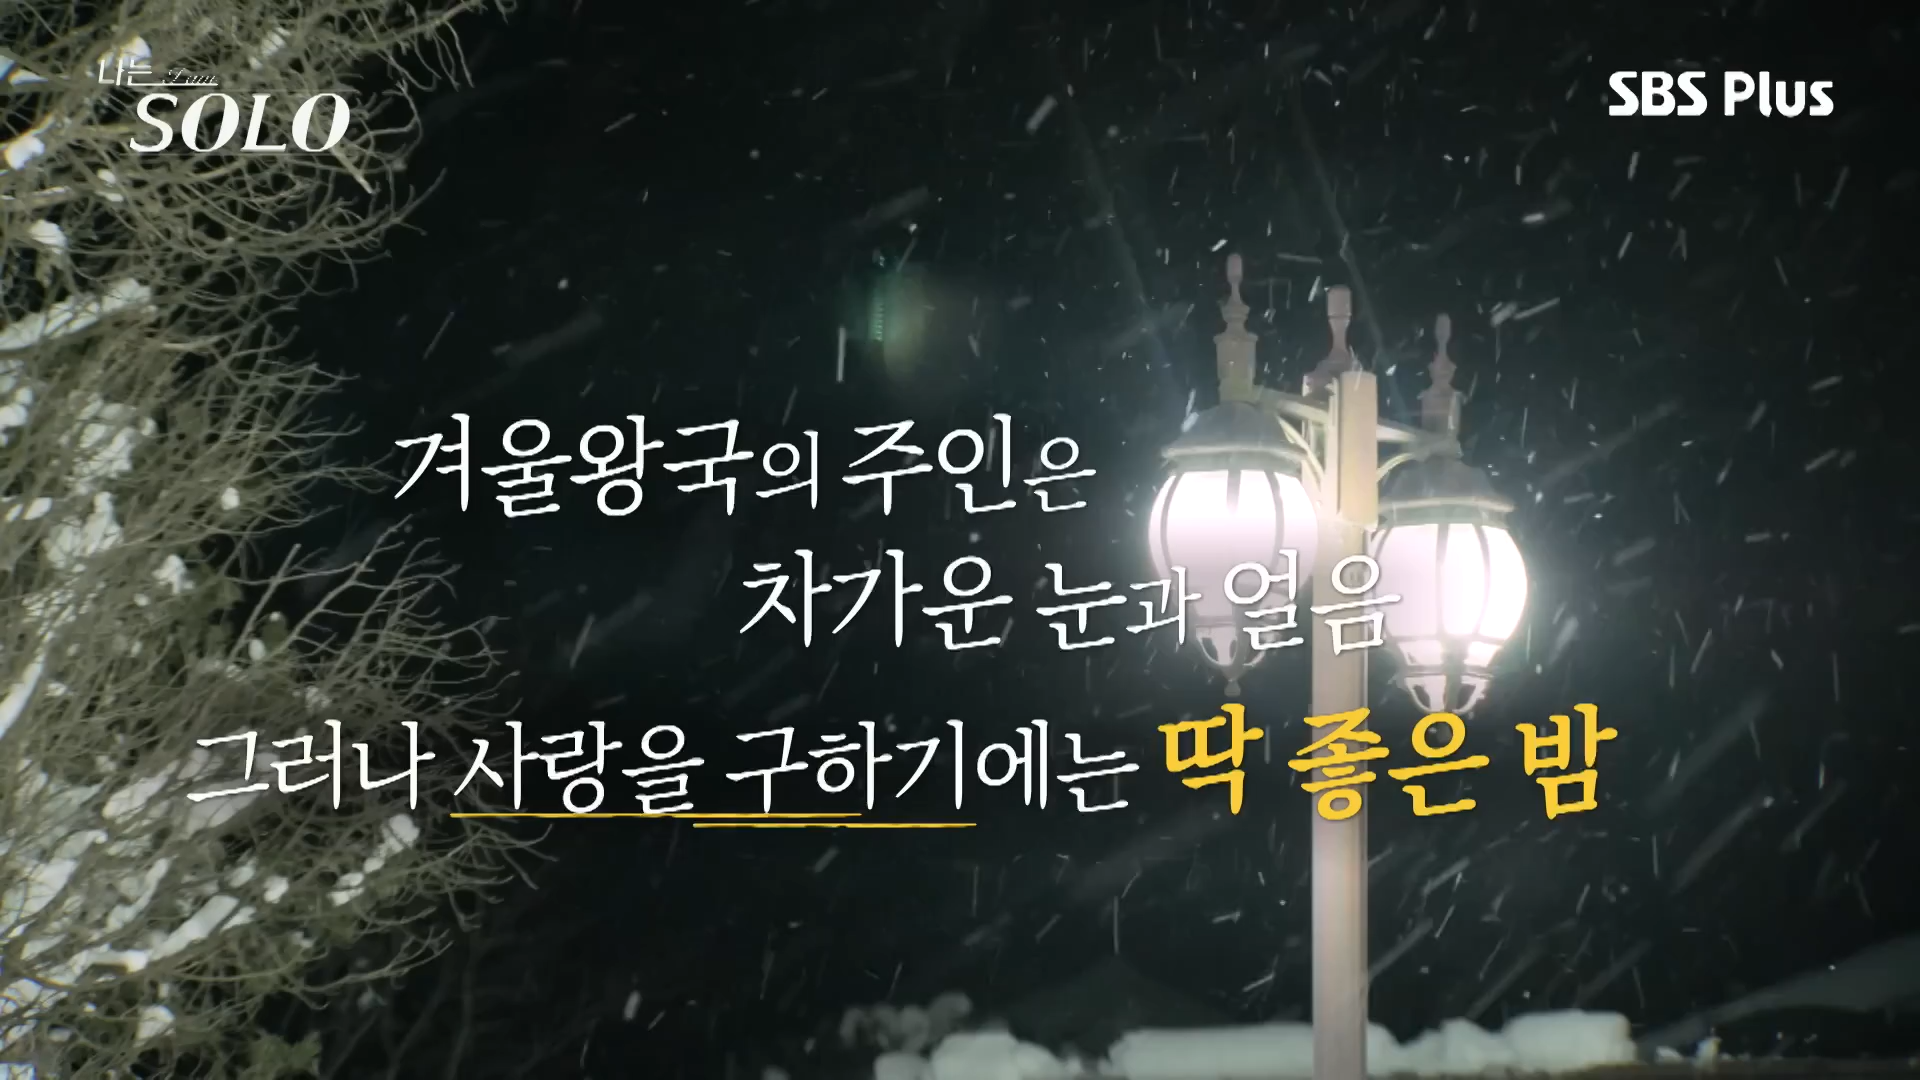 나는 I am
SOLO
SBS Plus
겨울왕국의 주인은
차가운 눈과 얼음
그러나 사랑을 구하기에는 딱 좋은 밤